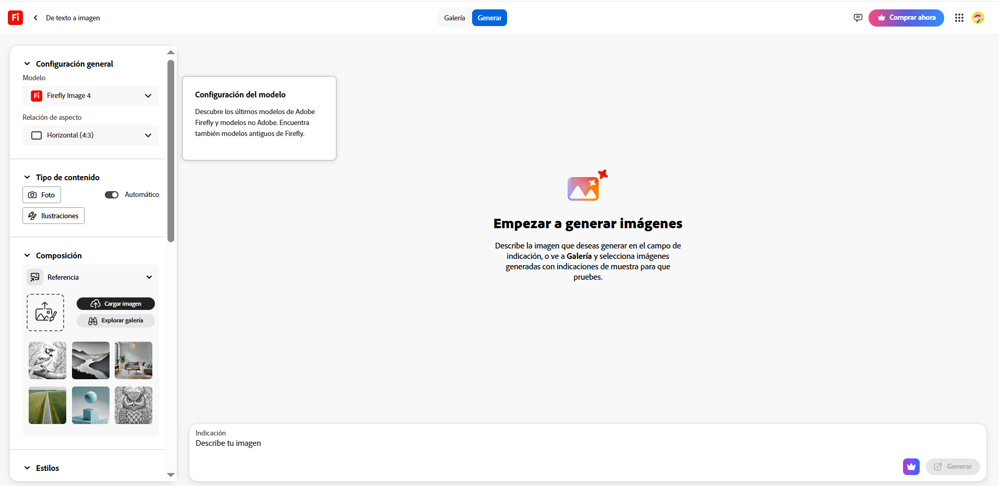 Fi
De texto a imagen
Galería
Generar
Comprar ahora
Configuración general
Modelo
Fi Firefly Image 4
Relación de aspecto
Horizontal (4:3)
Configuración del modelo
Descubre los últimos modelos de Adobe
Firefly y modelos no Adobe. Encuentra
también modelos antiguos de Firefly.
Tipo de contenido
Foto
Automático
Ilustraciones
Composición
Referencia
Cargar imagen
Explorar galería
Estilos
Empezar a generar imágenes
Describe la imagen que deseas generar en el campo de
indicación, o ve a Galería y selecciona imágenes
generadas con indicaciones de muestra para que
pruebes.
Indicación
Describe tu imagen
Generar